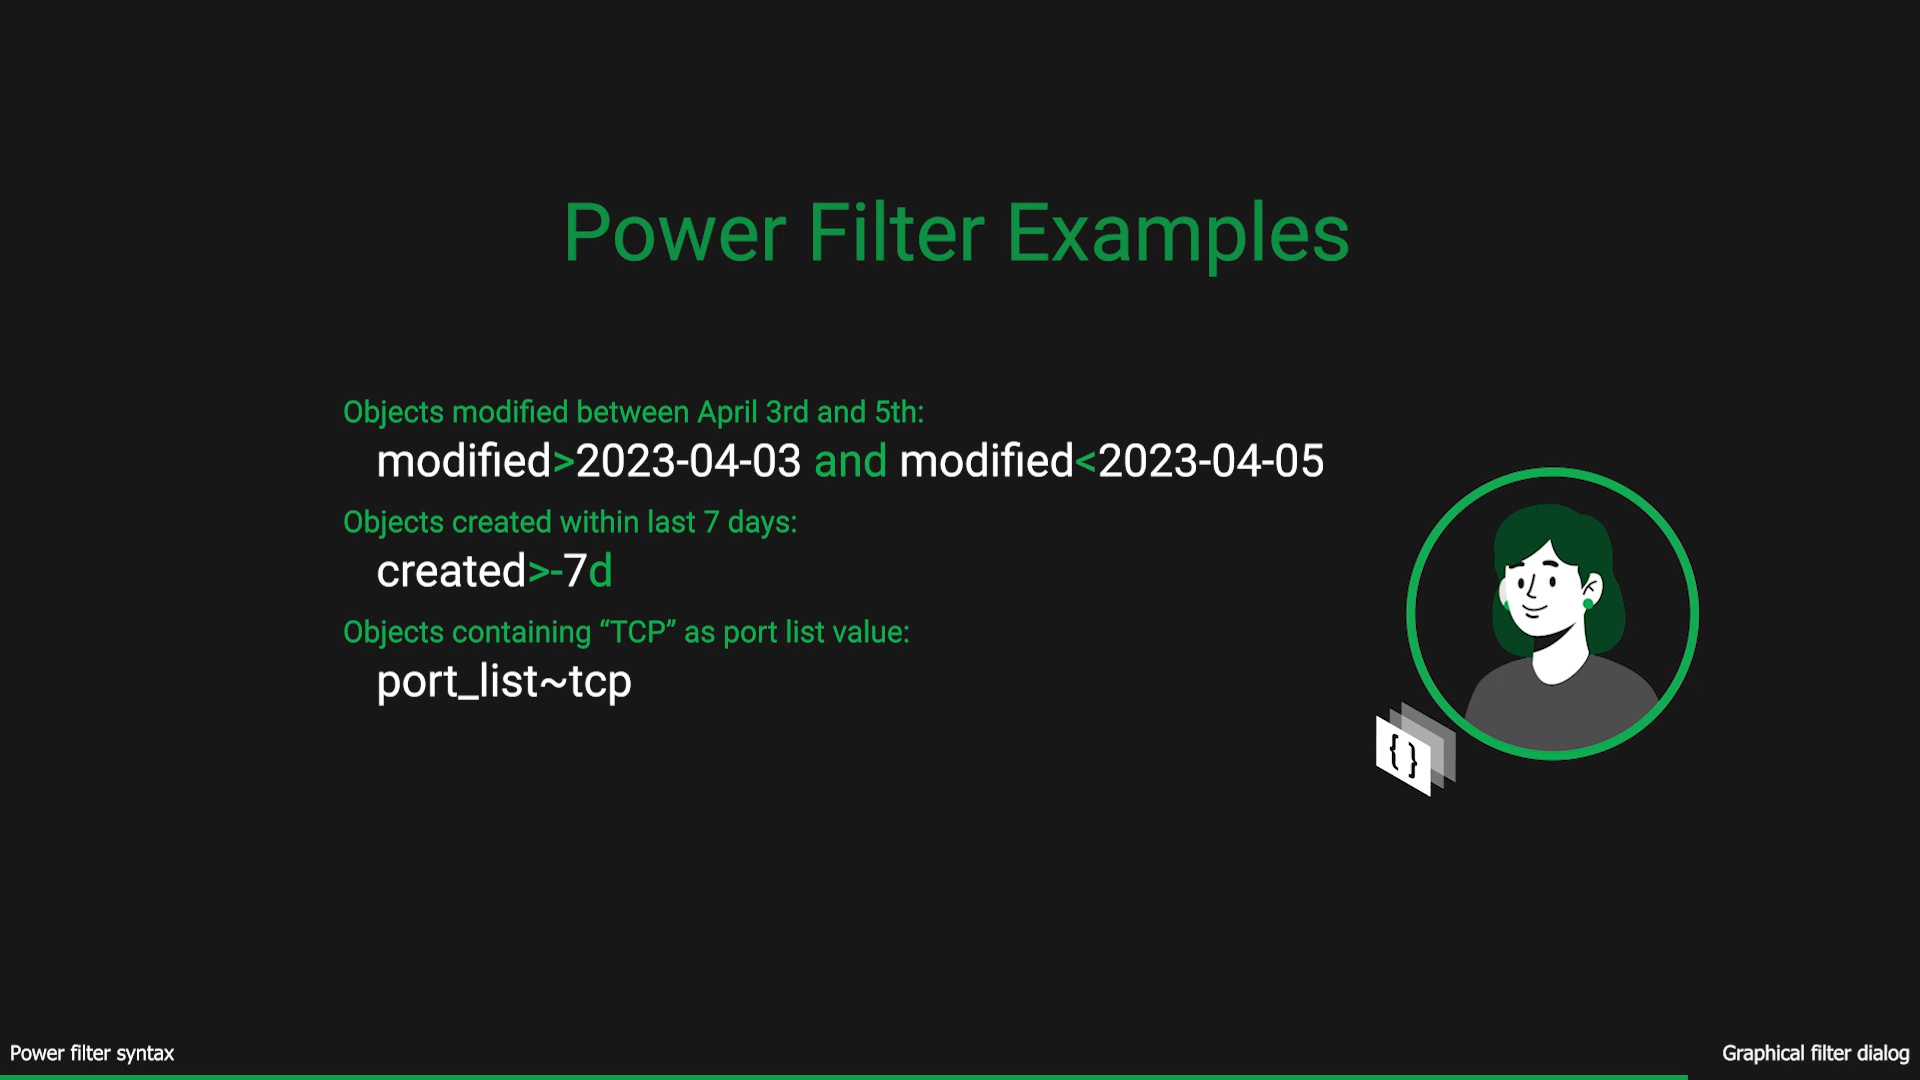 Power Filter Examples
Objects modified between April 3rd and 5th:
modified>2023-04-03 and modified<2023-04-05
Objects created within last 7 days:
created>-7d
Objects containing “TCP” as port list value:
port_list~tcp
{}
Power filter syntax
Graphical filter dialog